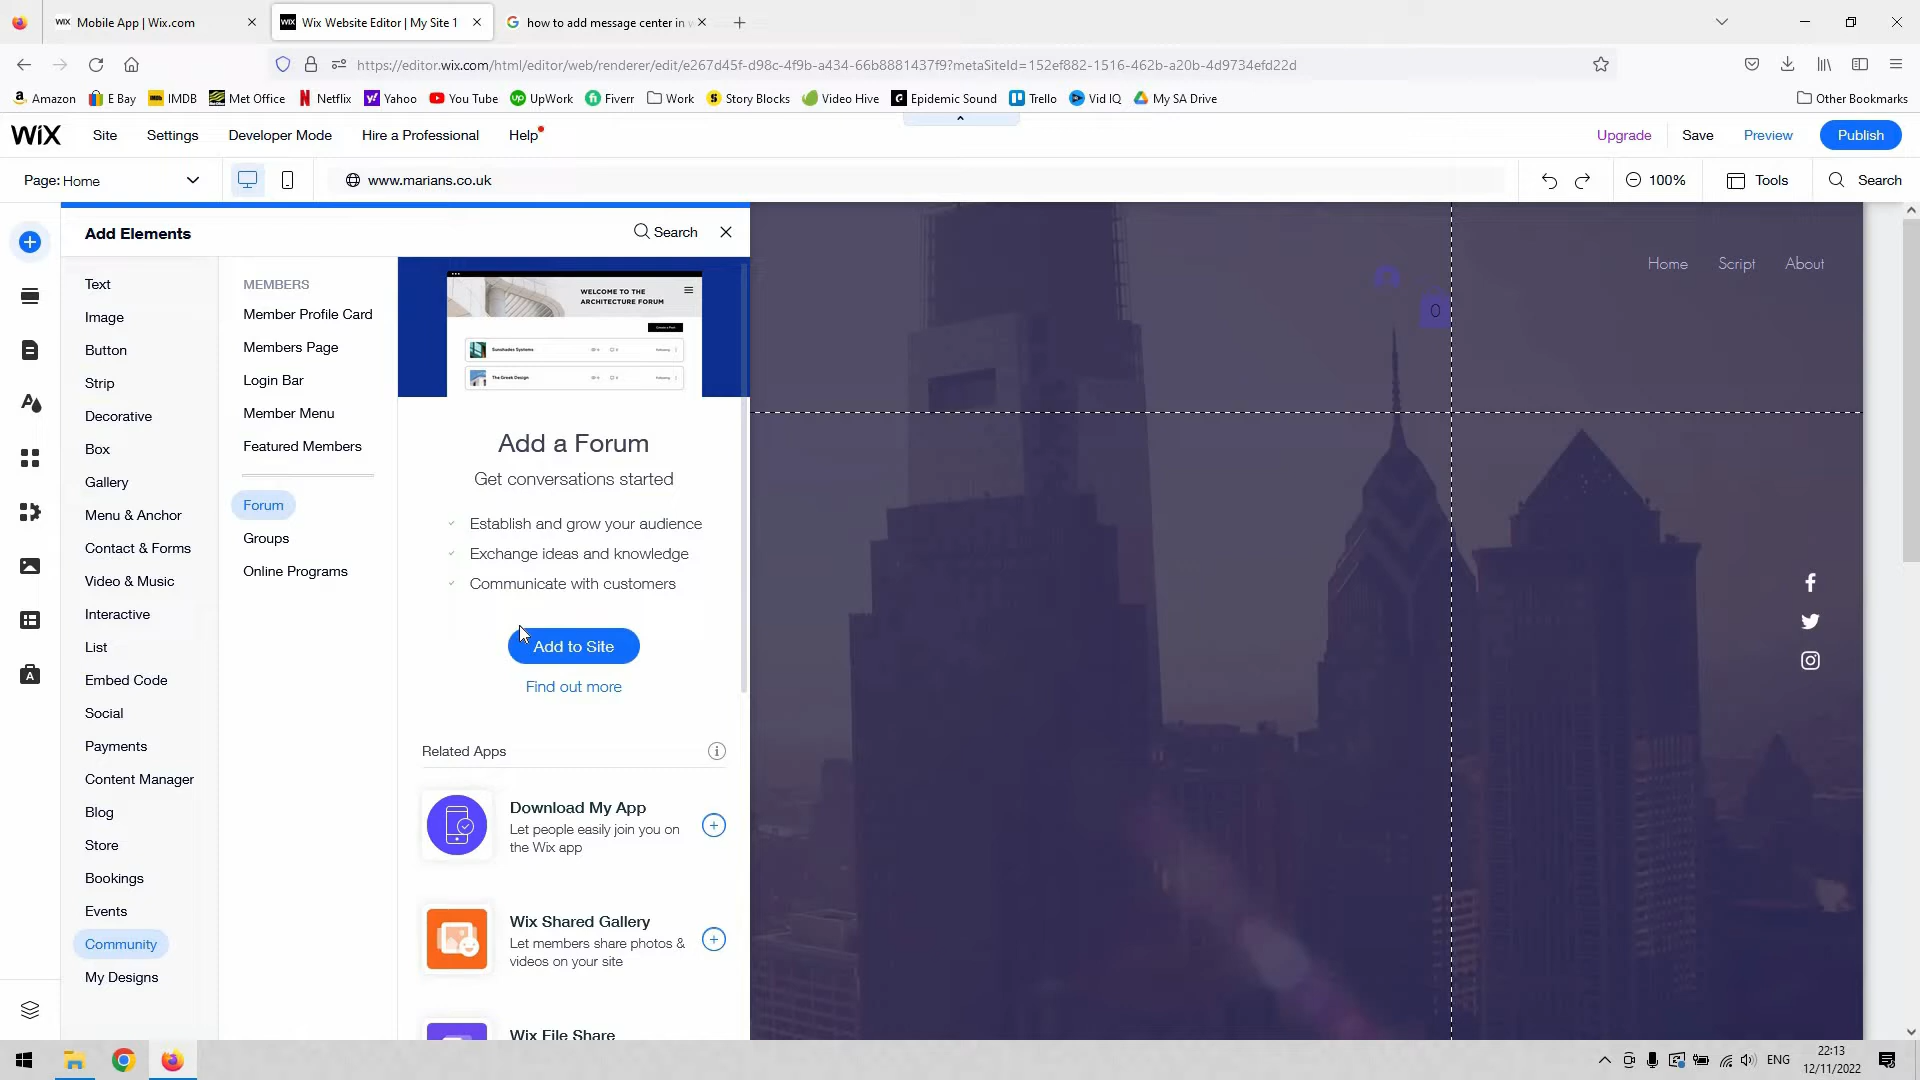 Mobile App | Wix.com
Wix Website Editor | My Site 1
how to add message center in w
https://editor.wix.com/html/editor/web/renderer/edit/e267d45f-d98c-4f9b-a434-66b8881437f9?metaSiteId=152ef882-1516-462b-a20b-4d9734efd22d
Amazon
E Bay
IMDB
Met Office
Netflix
Yahoo
You Tube
UpWork
Fiverr
Work
Story Blocks
Video Hive
Epidemic Sound
Trello
Vid IQ
My SA Drive
Other Bookmarks
WiX
Site
Settings
Developer Mode
Hire a Professional
Help
Upgrade
Save
Preview
Publish
Page: Home
www.marians.co.uk
100%
Tools
Search
Add Elements
Search
Text
Image
Button
Strip
Decorative
Box
Gallery
Menu & Anchor
Contact & Forms
Video & Music
Interactive
List
Embed Code
Social
Payments
Content Manager
Blog
Store
Bookings
Events
Community
My Designs
MEMBERS
Member Profile Card
Members Page
Login Bar
Member Menu
Featured Members
Forum
Groups
Online Programs
WELCOME TO THE
ARCHITECTURE FORUM
Create a Post
Sunshades Systems
Following
The Greek Design
Following
Add a Forum
Get conversations started
Establish and grow your audience
Exchange ideas and knowledge
Communicate with customers
Add to Site
Find out more
Related Apps
Download My App
Let people easily join you on
the Wix app
Wix Shared Gallery
Let members share photos &
videos on your site
Wix File Share
Home
Script
About
0
ENG
22:13
12/11/2022